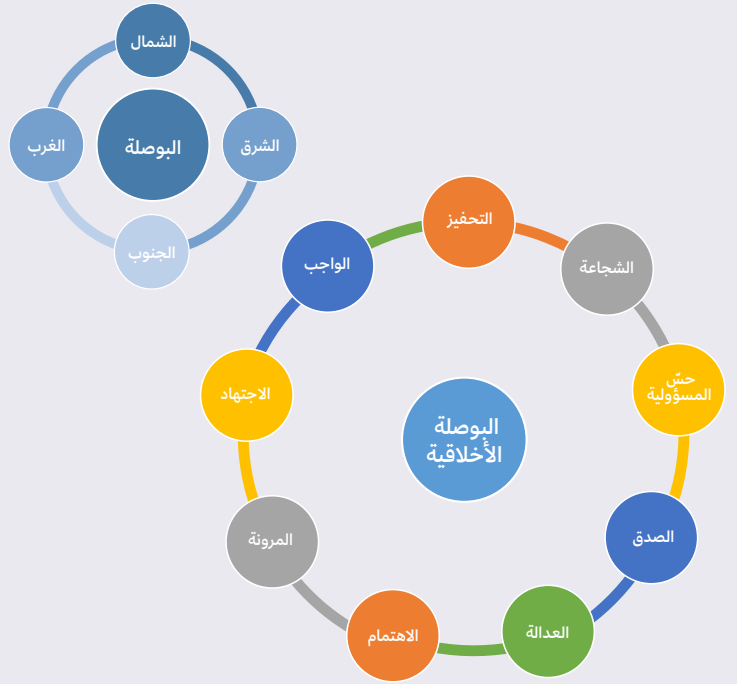 الشمال
الشرق
البوصلة
الغرب
الجنوب
التحفيز
الشجاعة
حسّ
المسؤولية
الصدق
العدالة
الاهتمام
المرونة
الاجتهاد
الواجب
البوصلة
الأخلاقية